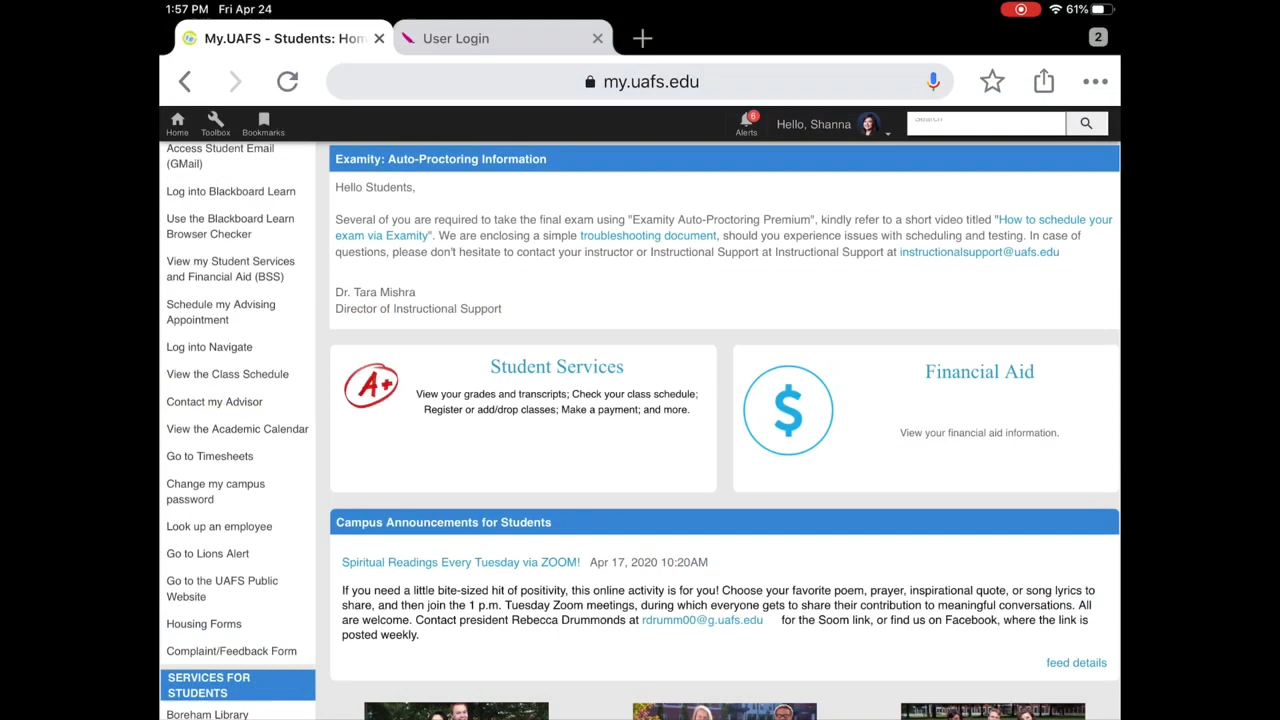 1:57 PM Fri Apr 24
61%
My.UAFS - Students: Hom
User Login
2
my.uafs.edu
Home
Toolbox
Bookmarks
6
Alerts
Hello, Shanna
Search
Access Student Email
(GMail)
Log into Blackboard Learn
Use the Blackboard Learn
Browser Checker
View my Student Services
and Financial Aid (BSS)
Schedule my Advising
Appointment
Log into Navigate
View the Class Schedule
Contact my Advisor
View the Academic Calendar
Go to Timesheets
Change my campus
password
Look up an employee
Go to Lions Alert
Go to the UAFS Public
Website
Housing Forms
Complaint/Feedback Form
SERVICES FOR
STUDENTS
Boreham Library
Examity: Auto-Proctoring Information
Hello Students,
Several of you are required to take the final exam using "Examity Auto-Proctoring Premium", kindly refer to a short video titled "How to schedule your
exam via Examity". We are enclosing a simple troubleshooting document, should you experience issues with scheduling and testing. In case of
questions, please don't hesitate to contact your instructor or Instructional Support at Instructional Support at instructionalsupport@uafs.edu
Dr. Tara Mishra
Director of Instructional Support
A+
Student Services
View your grades and transcripts; Check your class schedule;
Register or add/drop classes; Make a payment; and more.
$
Financial Aid
View your financial aid information.
Campus Announcements for Students
Spiritual Readings Every Tuesday via ZOOM! Apr 17, 2020 10:20AM
If you need a little bite-sized hit of positivity, this online activity is for you! Choose your favorite poem, prayer, inspirational quote, or song lyrics to
share, and then join the 1 p.m. Tuesday Zoom meetings, during which everyone gets to share their contribution to meaningful conversations. All
are welcome. Contact president Rebecca Drummonds at rdrumm00@g.uafs.edu for the Soom link, or find us on Facebook, where the link is
posted weekly.
feed details